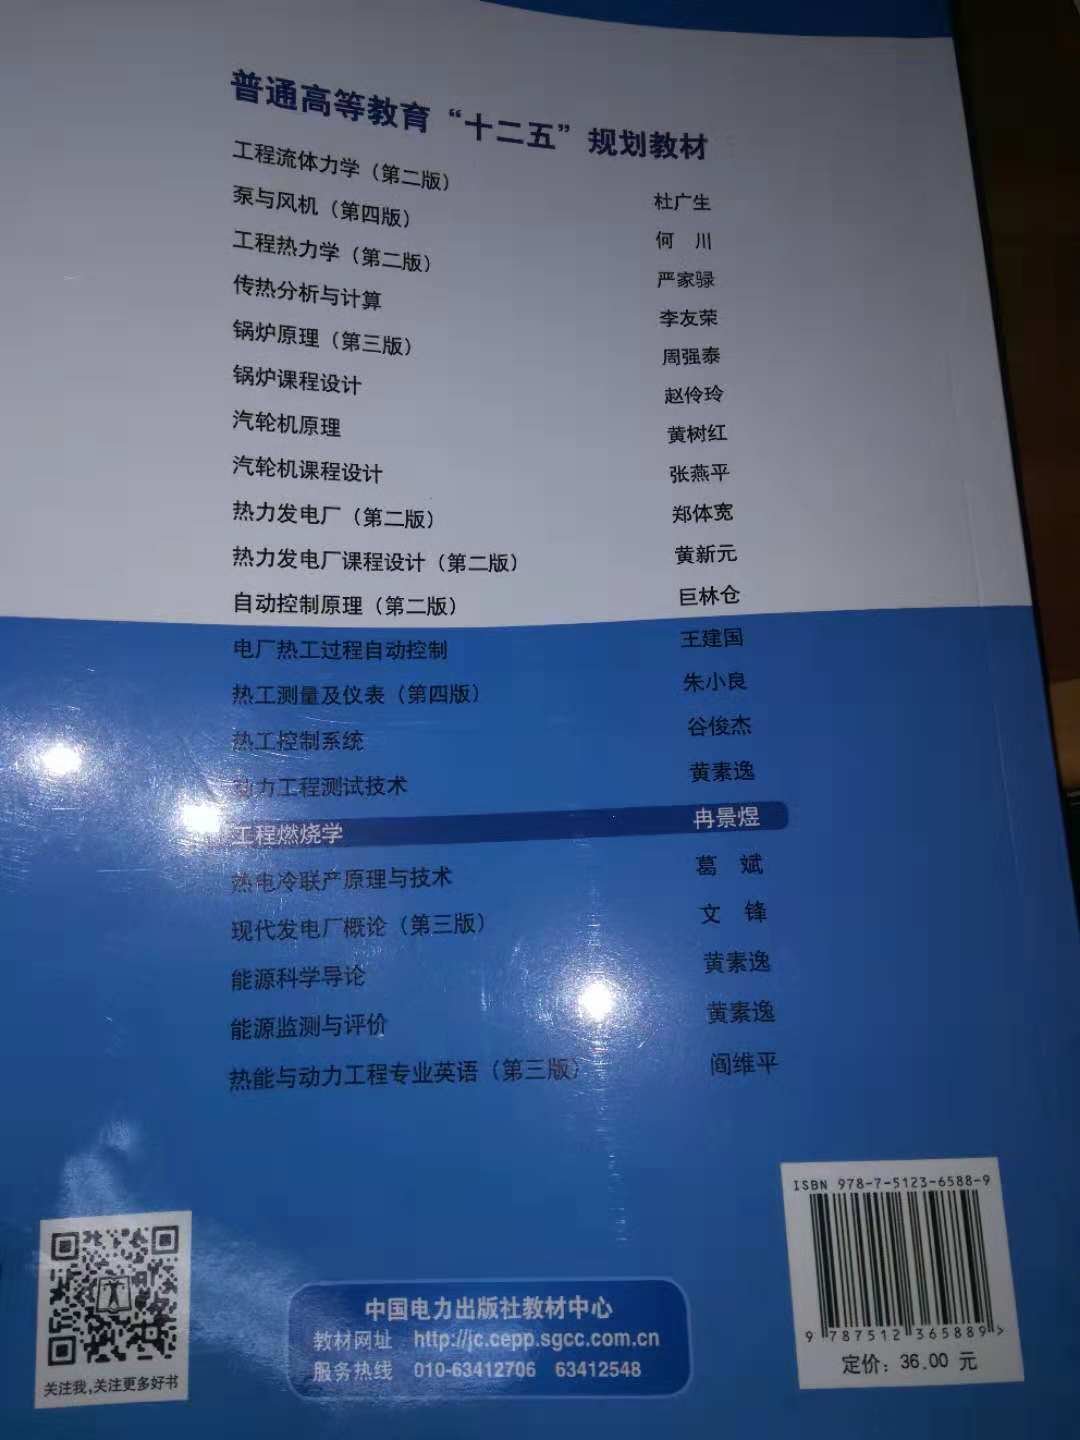 普通高等教育“十二五”规划教材
工程流体力学（第二版） 杜广生
泵与风机（第四版） 何 川
工程热力学（第二版） 严家騄
传热分析与计算 李友荣
锅炉原理（第三版） 周强泰
锅炉课程设计 赵伶玲
汽轮机原理 黄树红
汽轮机课程设计 张燕平
热力发电厂（第二版） 郑体宽
热力发电厂课程设计（第二版） 黄新元
自动控制原理（第二版） 巨林仓
电厂热工过程自动控制 王建国
热工测量及仪表（第四版） 朱小良
热工控制系统 谷俊杰
动力工程测试技术 黄素逸
工程燃烧学 冉景煜
热电冷联产原理与技术 葛 斌
现代发电厂概论（第三版） 文 锋
能源科学导论 黄素逸
能源监测与评价 黄素逸
热能与动力工程专业英语（第三版） 阎维平
ISBN 978-7-5123-6588-9
9 787512 365889 >
定价：36.00 元
中国电力出版社教材中心
教材网址 http://jc.cepp.sgcc.com.cn
服务热线 010-63412706 63412548
关注我,关注更多好书